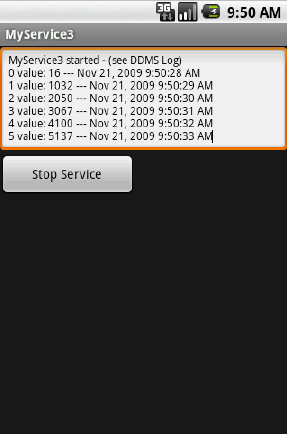 3G 9:50 AM
MyService3
MyService3 started - (see DDMS Log)
0 value: 16 --- Nov 21, 2009 9:50:28 AM
1 value: 1032 --- Nov 21, 2009 9:50:29 AM
2 value: 2050 --- Nov 21, 2009 9:50:30 AM
3 value: 3067 --- Nov 21, 2009 9:50:31 AM
4 value: 4100 --- Nov 21, 2009 9:50:32 AM
5 value: 5137 --- Nov 21, 2009 9:50:33 AM
Stop Service